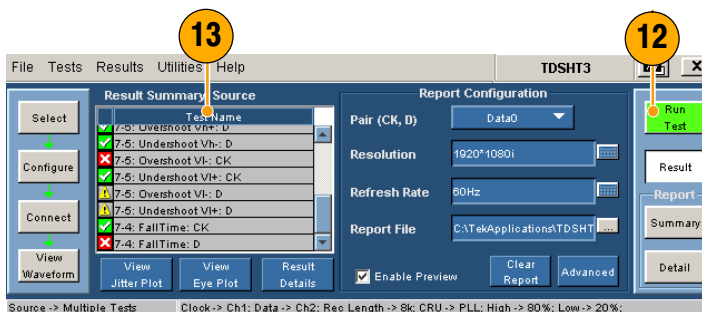 13
12
File Tests Results Utilities Help TDSHT3 X
Result Summary: Source
Report Configuration
Select
Test Name
Pair (CK, D) Data0
Run Test
7-5: Overshoot Vh+: D
7-5: Undershoot Vh-: D
7-5: Overshoot Vl-: CK
7-5: Undershoot Vl+: CK
7-5: Overshoot Vl-: D
7-5: Undershoot Vl+: D
7-4: FallTime: CK
7-4: FallTime: D
Configure
Connect
View
Waveform
Resolution 1920*1080i
Refresh Rate 60Hz
Report File C:\TekApplications\TDSHT ...
Result
Report
Summary
Detail
View
Jitter Plot
View
Eye Plot
Result
Details
Enable Preview
Clear
Report
Advanced
Source -> Multiple Tests Clock -> Ch1; Data -> Ch2; Rec Length -> 8k; CRU -> PLL; High -> 80%; Low -> 20%;